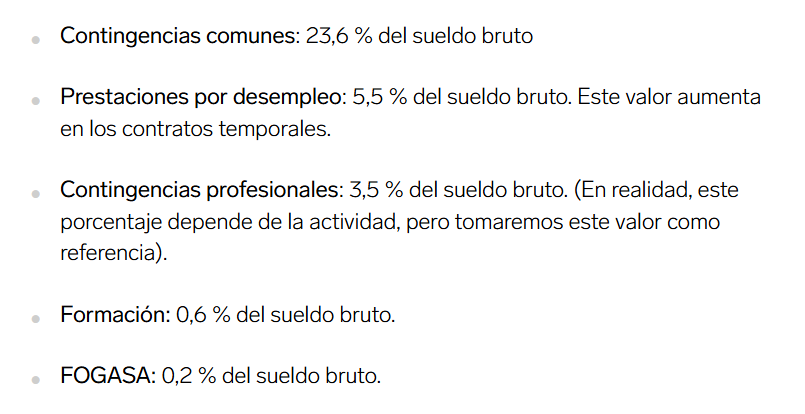 Contingencias comunes: 23,6 % del sueldo bruto
Prestaciones por desempleo: 5,5 % del sueldo bruto. Este valor aumenta
en los contratos temporales.
Contingencias profesionales: 3,5 % del sueldo bruto. (En realidad, este
porcentaje depende de la actividad, pero tomaremos este valor como
referencia).
Formación: 0,6 % del sueldo bruto.
FOGASA: 0,2 % del sueldo bruto.